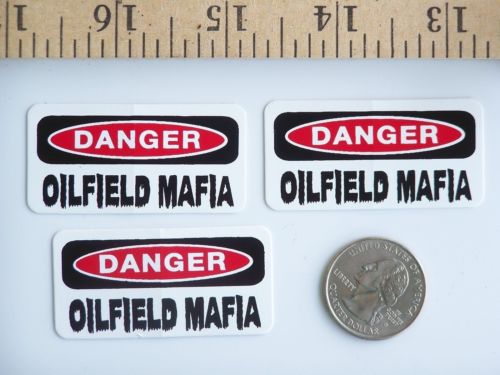 16 15 14 13
DANGER
OILFIELD MAFIA
DANGER
OILFIELD MAFIA
DANGER
OILFIELD MAFIA
UNITED STATES OF AMERICA
LIBERTY
QUARTER DOLLAR